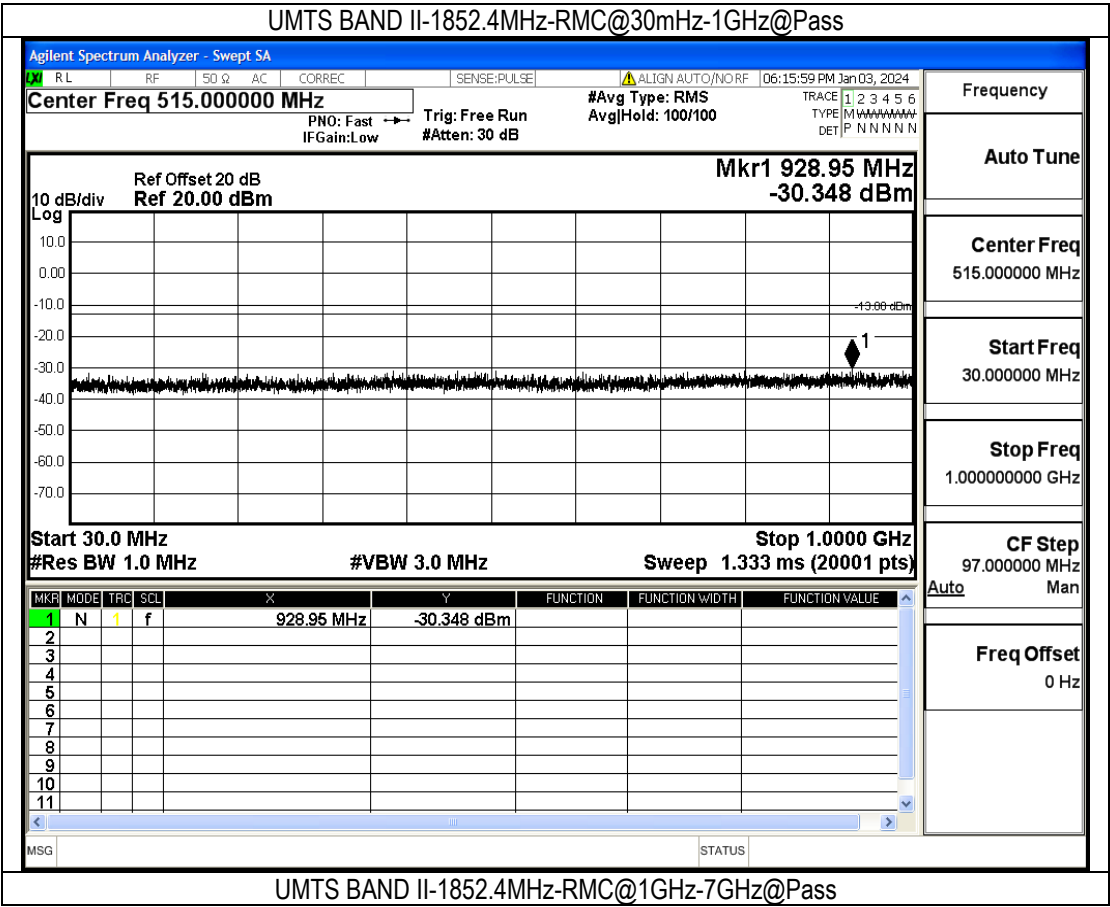 UMTS BAND II-1852.4MHz-RMC@30mHz-1GHz@Pass
Agilent Spectrum Analyzer - Swept SA
LXI RL RF 50 Ω AC CORREC SENSE:PULSE ALIGN AUTO/NO RF 06:15:59 PM Jan 03, 2024
Center Freq 515.000000 MHz
PNO: Fast
IFGain:Low
Trig: Free Run
#Atten: 30 dB
#Avg Type: RMS
Avg|Hold: 100/100
TRACE 1 2 3 4 5 6
TYPE M WWWWW
DET P N N N N N
Mkr1 928.95 MHz
-30.348 dBm
Ref Offset 20 dB
10 dB/div Ref 20.00 dBm
Log
10.0
0.00
-10.0
-13.00 dBm
-20.0
1
-30.0
-40.0
-50.0
-60.0
-70.0
Start 30.0 MHz Stop 1.0000 GHz
#Res BW 1.0 MHz #VBW 3.0 MHz Sweep 1.333 ms (20001 pts)
MKR MODE TRC SCL X Y FUNCTION FUNCTION WIDTH FUNCTION VALUE
1 N 1 f 928.95 MHz -30.348 dBm
2
3
4
5
6
7
8
9
10
11
MSG STATUS
Frequency
Auto Tune
Center Freq
515.000000 MHz
Start Freq
30.000000 MHz
Stop Freq
1.000000000 GHz
CF Step
97.000000 MHz
Auto Man
Freq Offset
0 Hz
UMTS BAND II-1852.4MHz-RMC@1GHz-7GHz@Pass